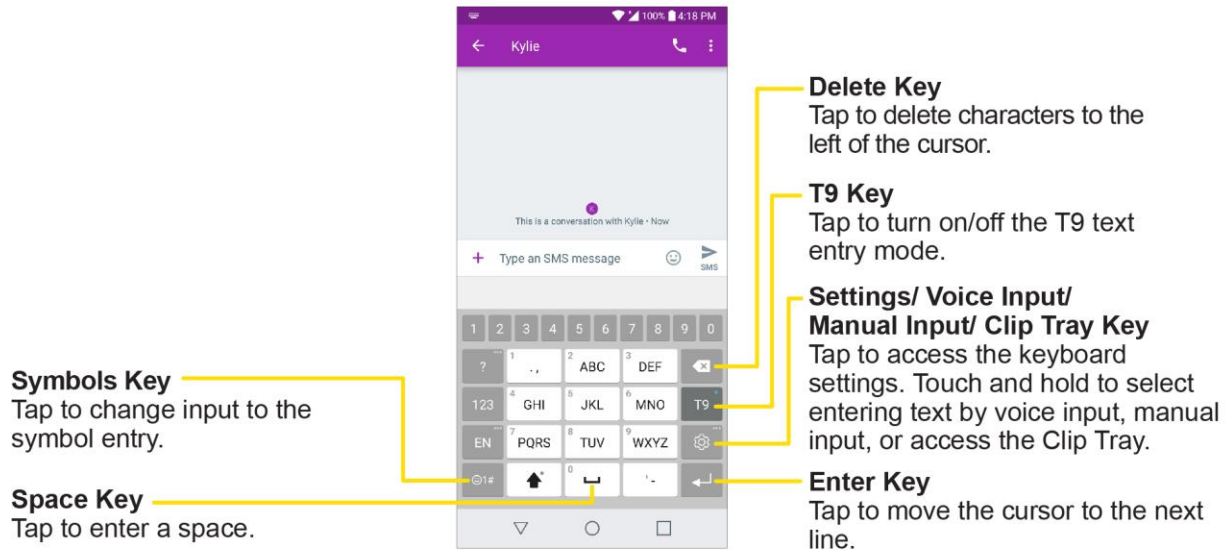 100% 4:18 PM
Kylie
K
This is a conversation with Kylie • Now
Type an SMS message
SMS
1 2 3 4 5 6 7 8 9 0
? ... 1 ., 2 ABC 3 DEF
123 4 GHI 5 JKL 6 MNO T9
EN ... 7 PQRS 8 TUV 9 WXYZ ...
1# 0 '-
Symbols Key
Tap to change input to the
symbol entry.
Space Key
Tap to enter a space.
Delete Key
Tap to delete characters to the
left of the cursor.
T9 Key
Tap to turn on/off the T9 text
entry mode.
Settings/ Voice Input/
Manual Input/ Clip Tray Key
Tap to access the keyboard
settings. Touch and hold to select
entering text by voice input, manual
input, or access the Clip Tray.
Enter Key
Tap to move the cursor to the next
line.